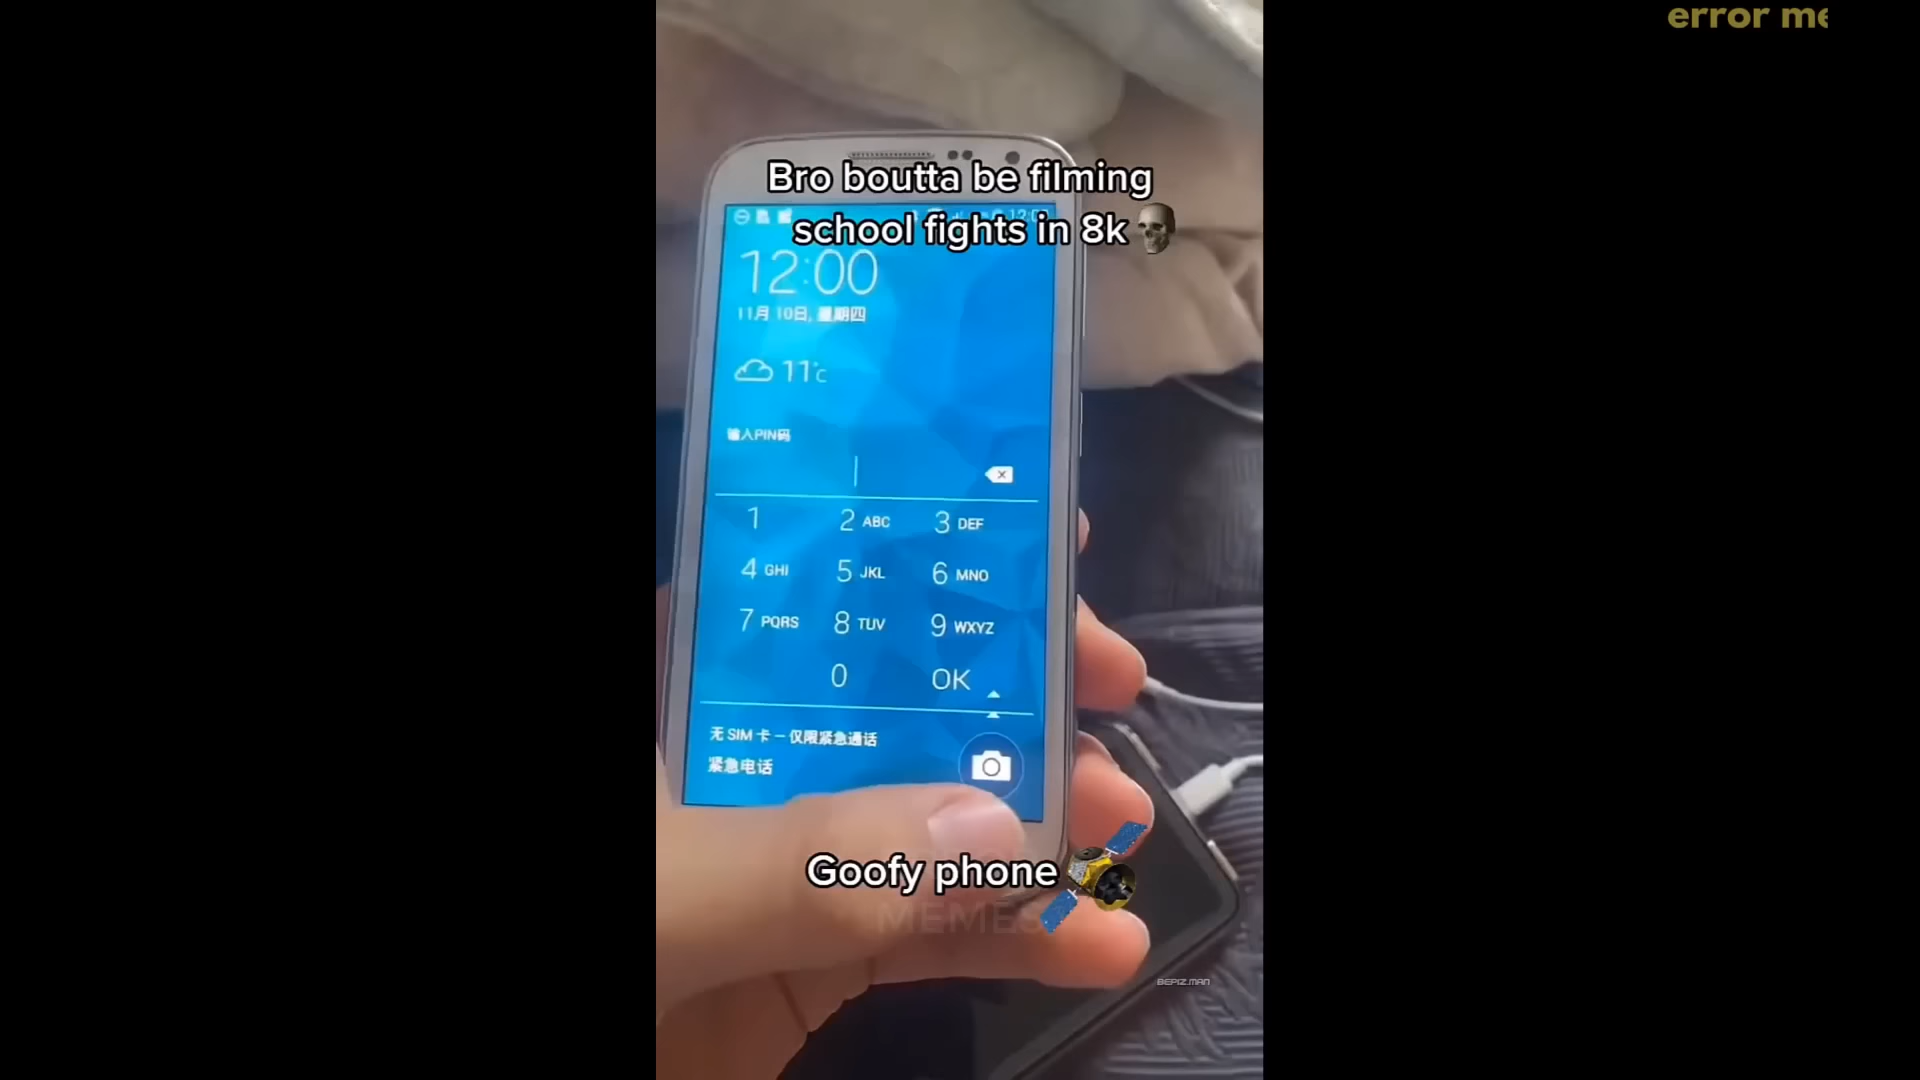 error me
Bro boutta be filming
school fights in 8k
12:00
11月 10日, 星期四
11°c
输入PIN码
1
2 ABC
3 DEF
4 GHI
5 JKL
6 MNO
7 PQRS
8 TUV
9 WXYZ
0
OK
无 SIM 卡 – 仅限紧急通话
紧急电话
Goofy phone
MEMES
BEPIZ.MAN